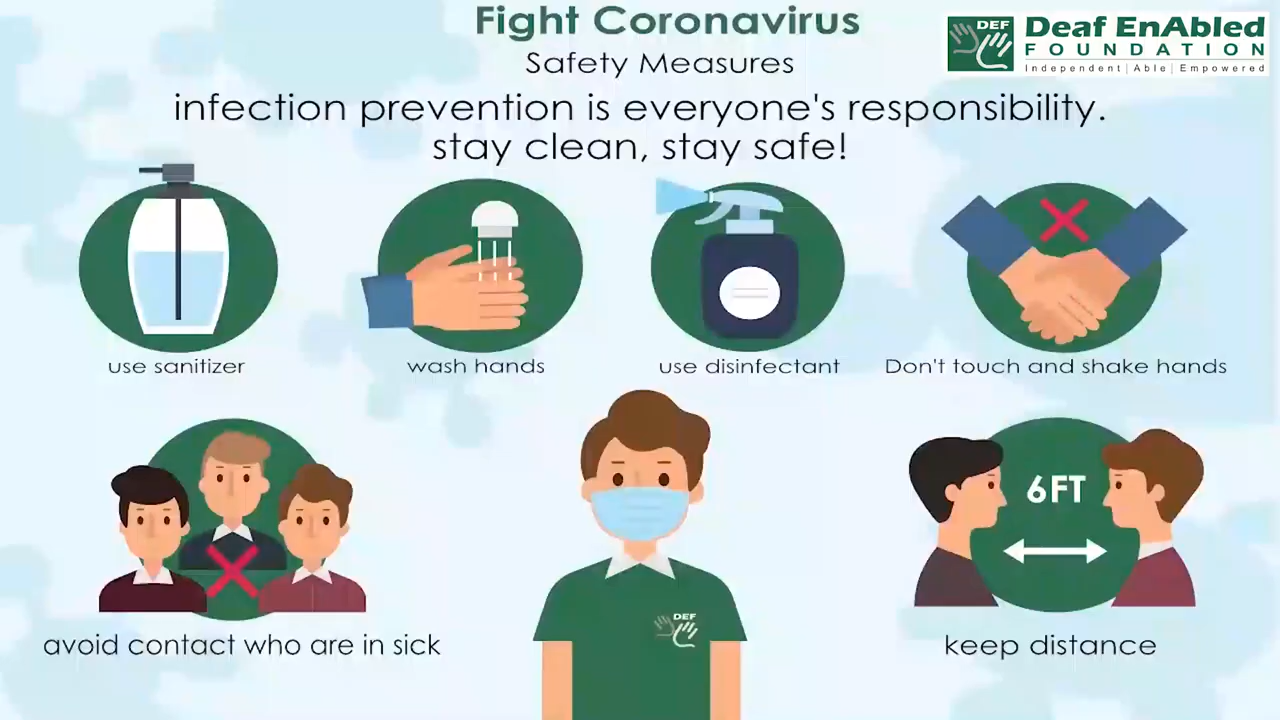 Fight Coronavirus
Safety Measures
DEF
Deaf EnAbled
FOUNDATION
Independent | Able | Empowered
infection prevention is everyone's responsibility.
stay clean, stay safe!
use sanitizer
wash hands
use disinfectant
Don't touch and shake hands
6FT
DEF
avoid contact who are in sick
keep distance